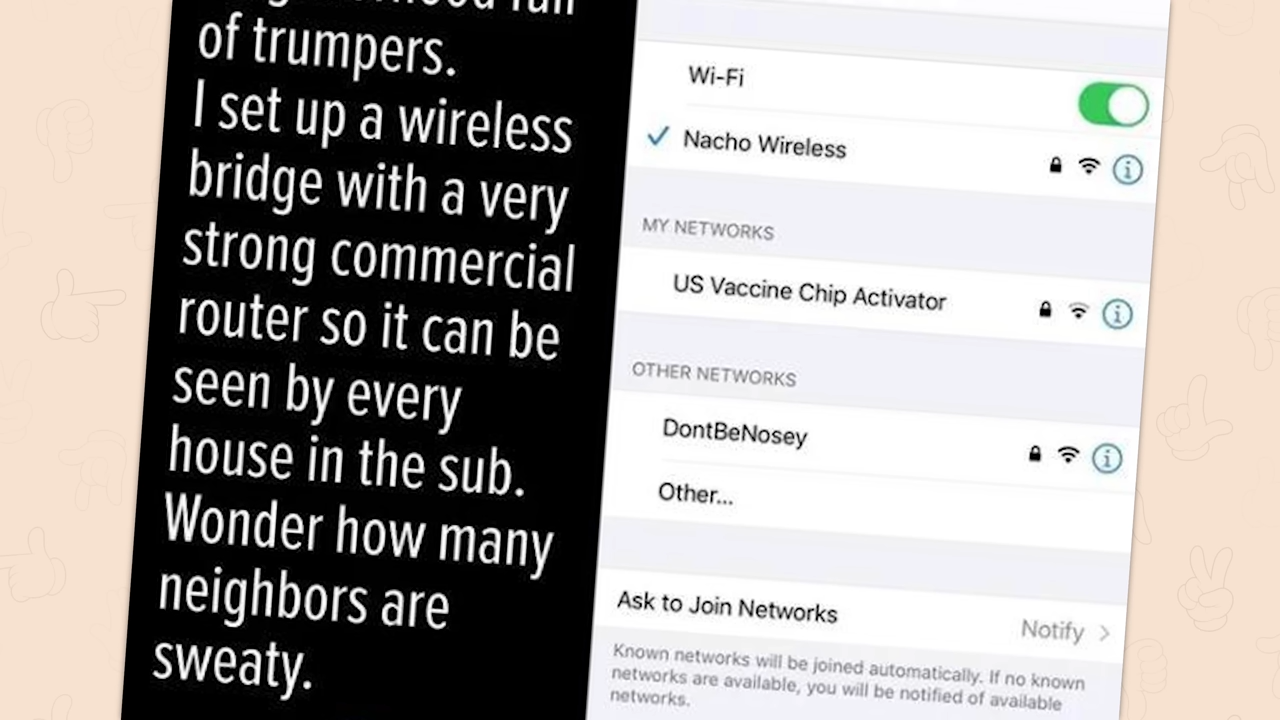 of trumpers.
I set up a wireless
bridge with a very
strong commercial
router so it can be
seen by every
house in the sub.
Wonder how many
neighbors are
sweaty.
Wi-Fi
Nacho Wireless
MY NETWORKS
US Vaccine Chip Activator
OTHER NETWORKS
DontBeNosey
Other...
Ask to Join Networks
Notify
Known networks will be joined automatically. If no known
networks are available, you will be notified of available
networks.